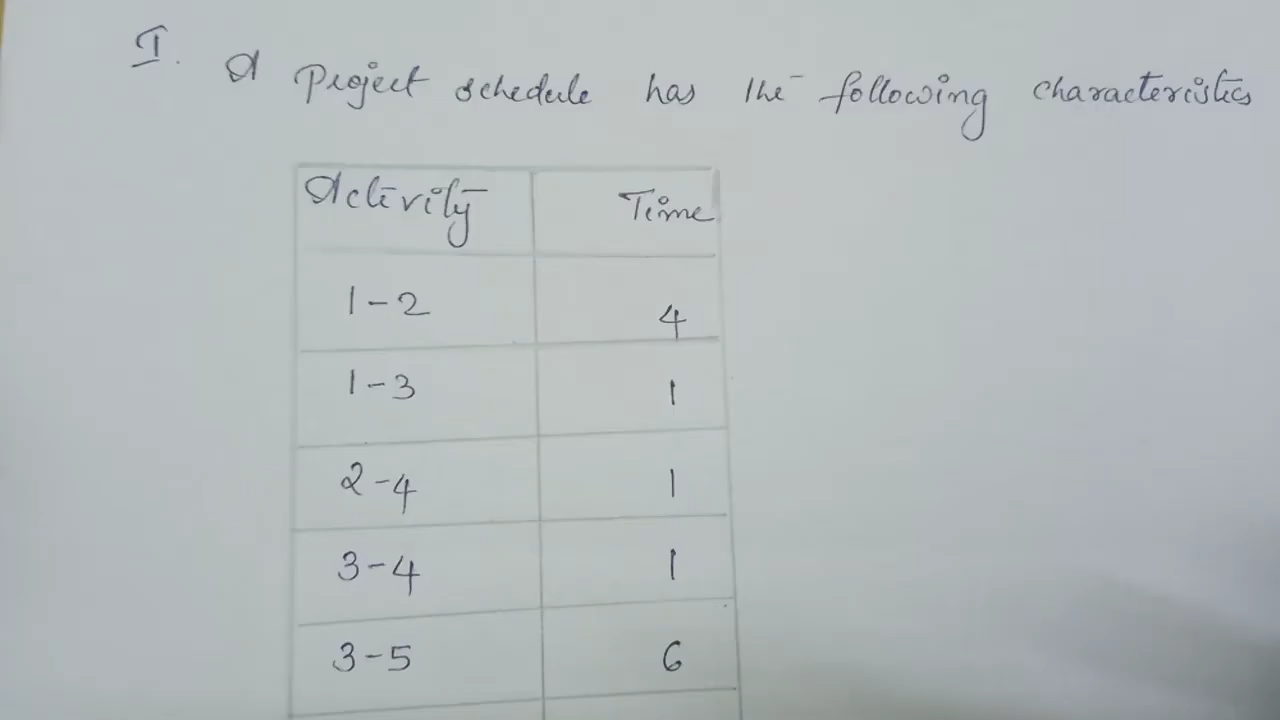 I. A Project schedule has the following characteristics
Activity Time
1-2 4
1-3 1
2-4 1
3-4 1
3-5 6